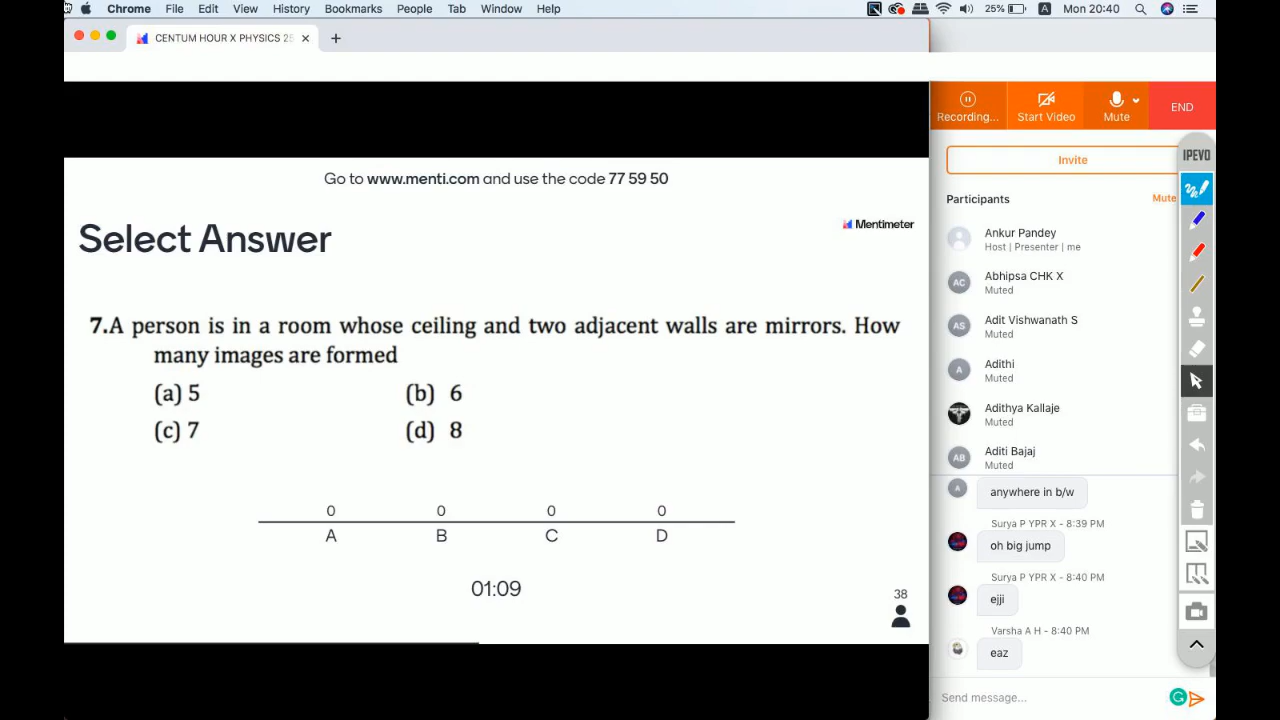 Chrome File Edit View History Bookmarks People Tab Window Help
25% A Mon 20:40
CENTUM HOUR X PHYSICS 25
Go to www.menti.com and use the code 77 59 50
Select Answer
Mentimeter
7.A person is in a room whose ceiling and two adjacent walls are mirrors. How
many images are formed
(a) 5 (b) 6
(c) 7 (d) 8
0 0 0 0
A B C D
01:09
38
Recording... Start Video Mute END
Invite
Participants Mute
Ankur Pandey
Host | Presenter | me
AC Abhipsa CHK X
Muted
AS Adit Vishwanath S
Muted
A Adithi
Muted
Adithya Kallaje
Muted
AB Aditi Bajaj
Muted
A anywhere in b/w
Surya P YPR X - 8:39 PM
oh big jump
Surya P YPR X - 8:40 PM
ejji
Varsha A H - 8:40 PM
eaz
Send message...
IPEVO